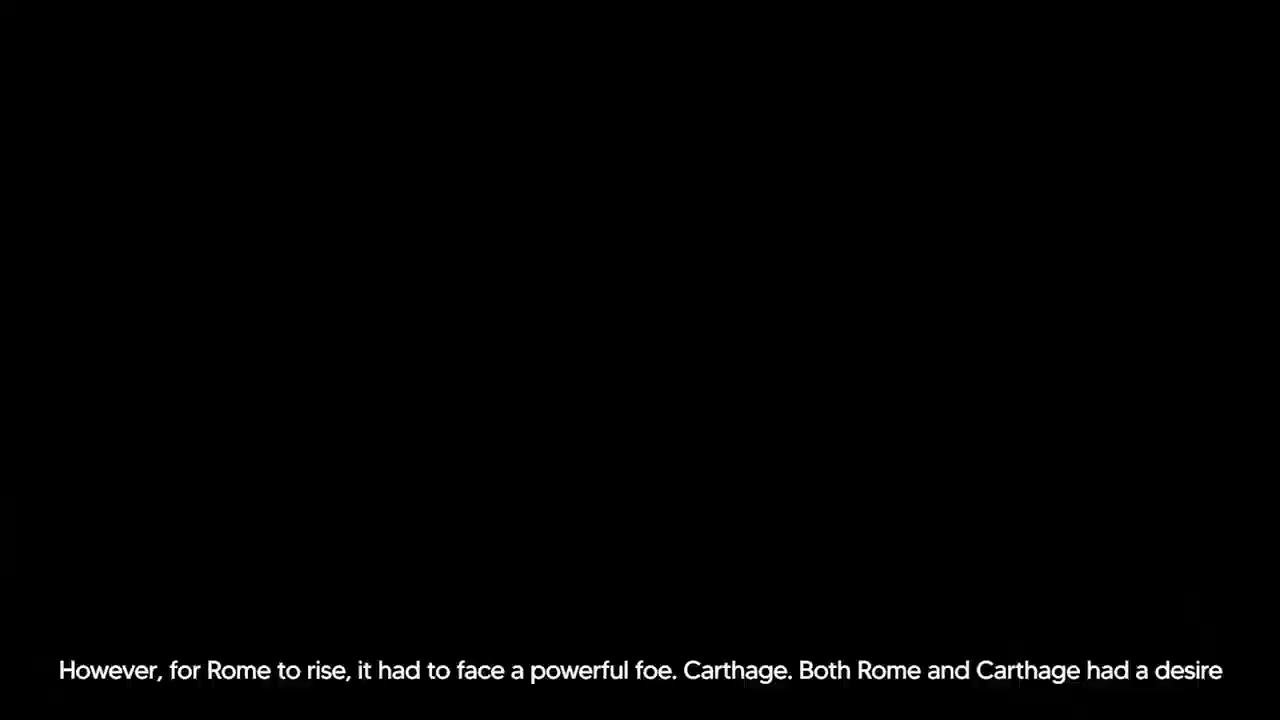 However, for Rome to rise, it had to face a powerful foe. Carthage. Both Rome and Carthage had a desire